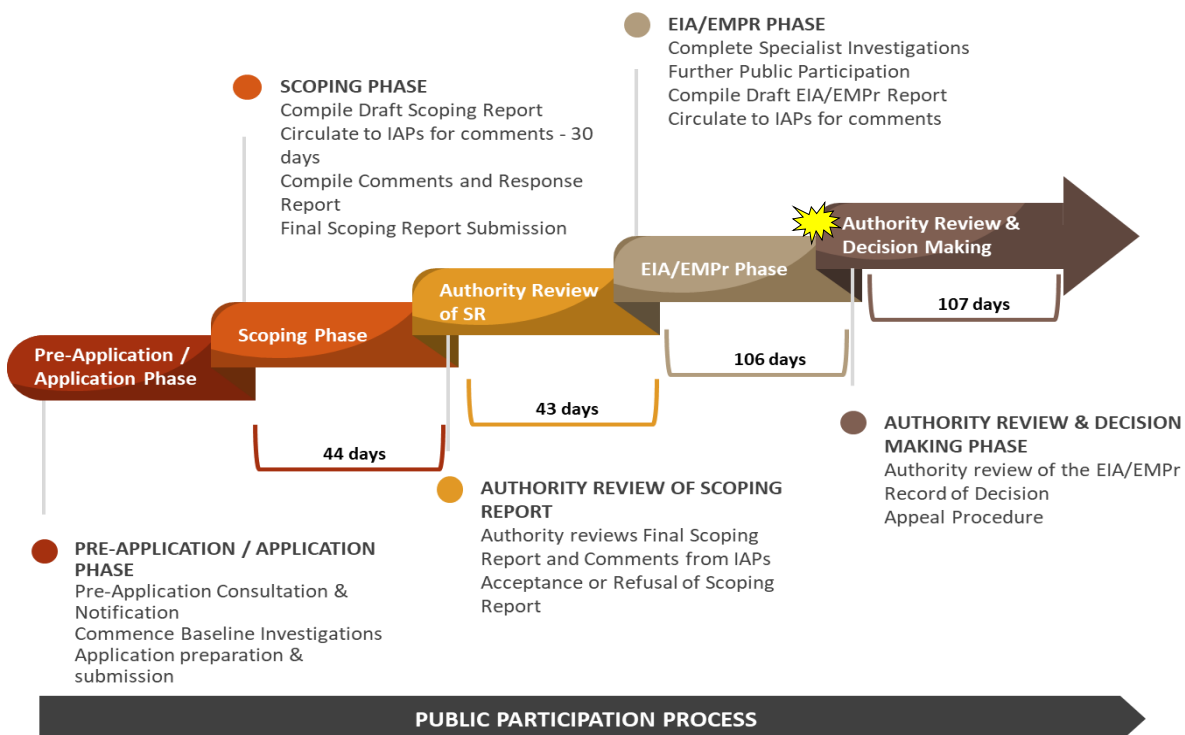 EIA/EMPR PHASE
Complete Specialist Investigations
Further Public Participation
Compile Draft EIA/EMPr Report
Circulate to IAPs for comments
SCOPING PHASE
Compile Draft Scoping Report
Circulate to IAPs for comments - 30
days
Compile Comments and Response
Report
Final Scoping Report Submission
Authority Review &
Decision Making
EIA/EMPr Phase
Authority Review
of SR
Scoping Phase
Pre-Application /
Application Phase
107 days
106 days
43 days
44 days
AUTHORITY REVIEW & DECISION
MAKING PHASE
Authority review of the EIA/EMPr
Record of Decision
Appeal Procedure
AUTHORITY REVIEW OF SCOPING
REPORT
Authority reviews Final Scoping
Report and Comments from IAPs
Acceptance or Refusal of Scoping
Report
PRE-APPLICATION / APPLICATION
PHASE
Pre-Application Consultation &
Notification
Commence Baseline Investigations
Application preparation &
submission
PUBLIC PARTICIPATION PROCESS